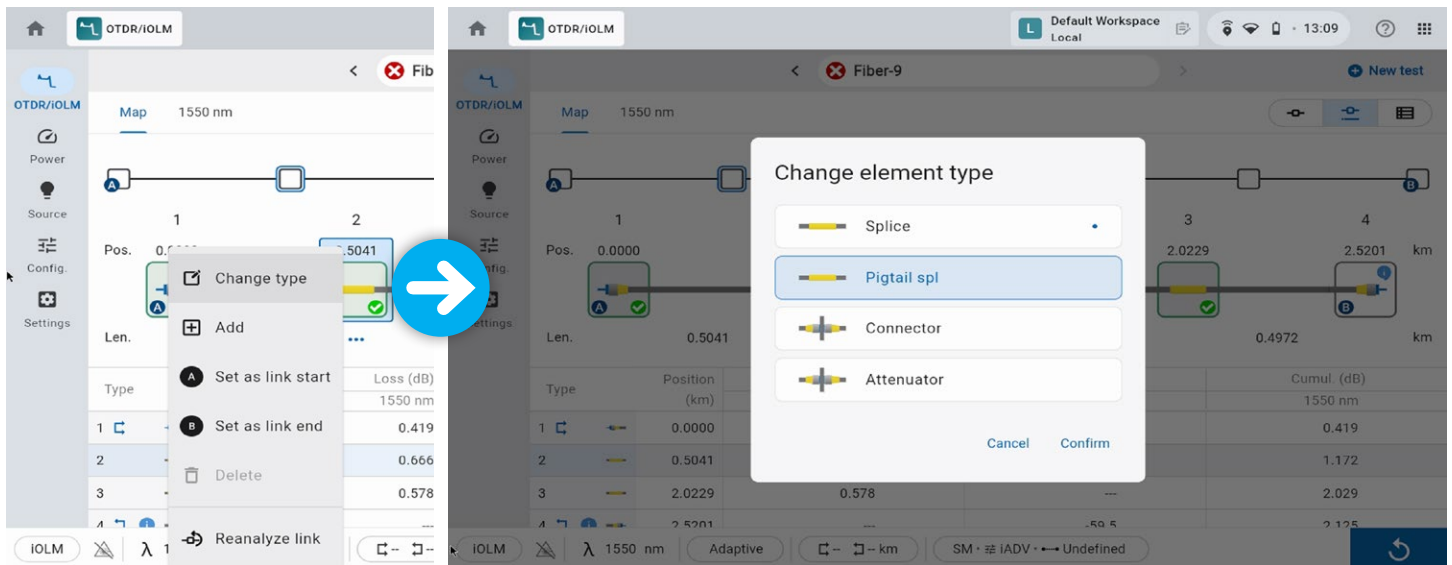 OTDR/iOLM
OTDR/iOLM
Power
Source
Config.
Settings
Fib
Map 1550 nm
1 2
Pos. 0. .5041
Len.
Change type
Add
A Set as link start
B Set as link end
Delete
Reanalyze link
Type Loss (dB)
1550 nm
1 0.419
2 0.666
3 0.578
4 i ---
A
A
iOLM λ 1 -- --
OTDR/iOLM
L Default Workspace
Local
13:09
OTDR/iOLM
Power
Source
ettings
Fiber-9
New test
Map 1550 nm
A B
1 3 4
Pos. 0.0000 2.0229 2.5201 km
A B
Len. 0.5041 0.4972 km
Change element type
Splice
Pigtail spl
Connector
Attenuator
Cancel Confirm
Type Position
(km)
Cumul. (dB)
1550 nm
1 0.0000 0.419
2 0.5041 1.172
3 2.0229 0.578 --- 2.029
4 i 2.5201 --- -59.5 2.125
iOLM λ 1550 nm Adaptive -- -- km SM · iADV · Undefined